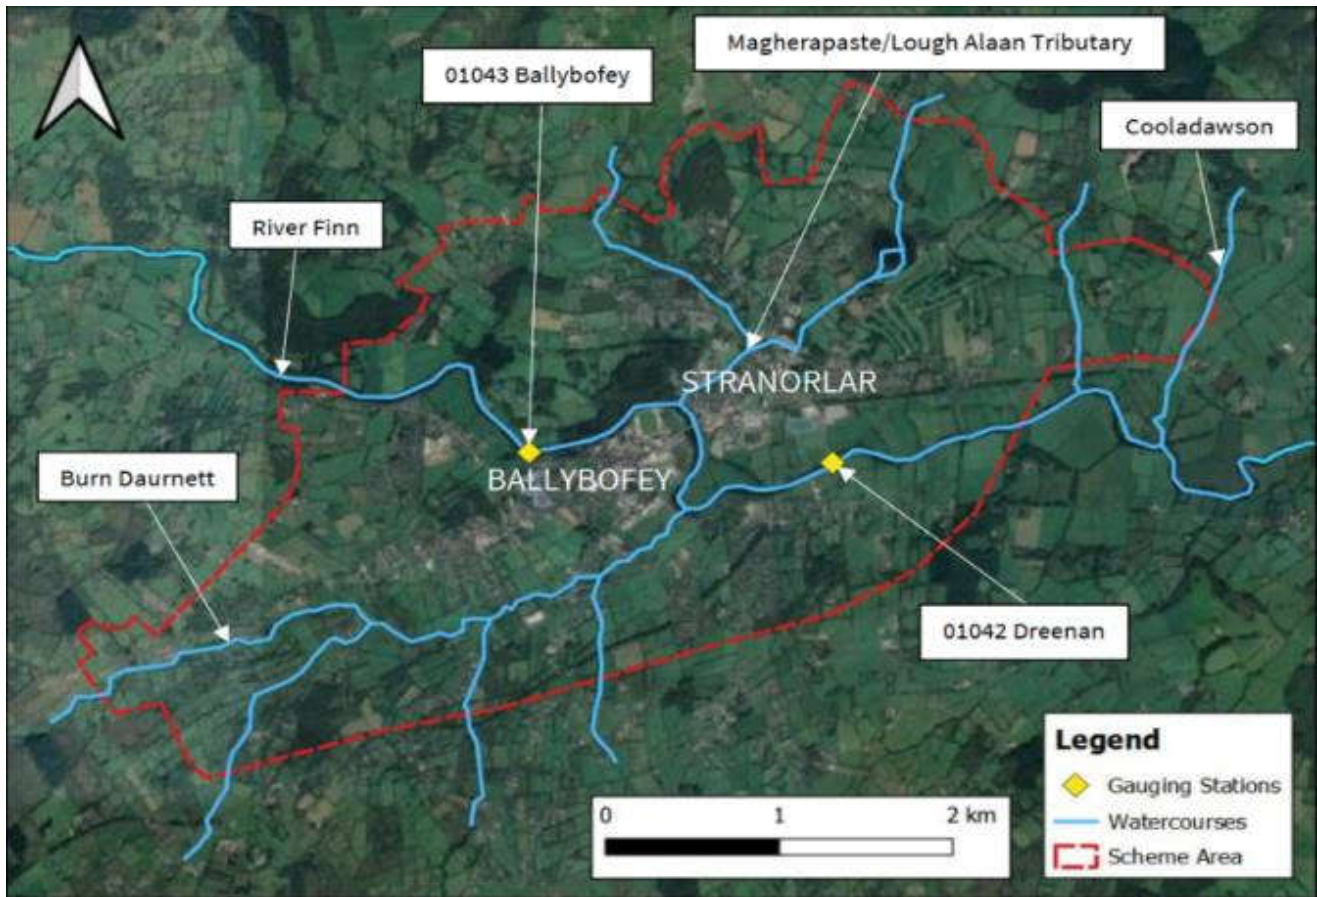 Magherapaste/Lough Alaan Tributary
01043 Ballybofey
Cooladawson
River Finn
STRANORLAR
BALLYBOFEY
Burn Daurnett
01042 Dreenan
Legend
Gauging Stations
Watercourses
Scheme Area
0 1 2 km